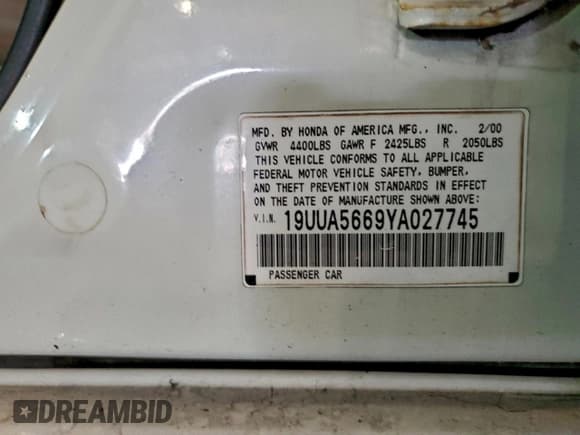 MFD. BY HONDA OF AMERICA MFG., INC. 2/00
GVWR 4400LBS GAWR F 2425LBS R 2050LBS
THIS VEHICLE CONFORMS TO ALL APPLICABLE
FEDERAL MOTOR VEHICLE SAFETY, BUMPER,
AND THEFT PREVENTION STANDARDS IN EFFECT
ON THE DATE OF MANUFACTURE SHOWN ABOVE:
V.I.N. 19UUA5669YA027745
PASSENGER CAR
DREAMBID